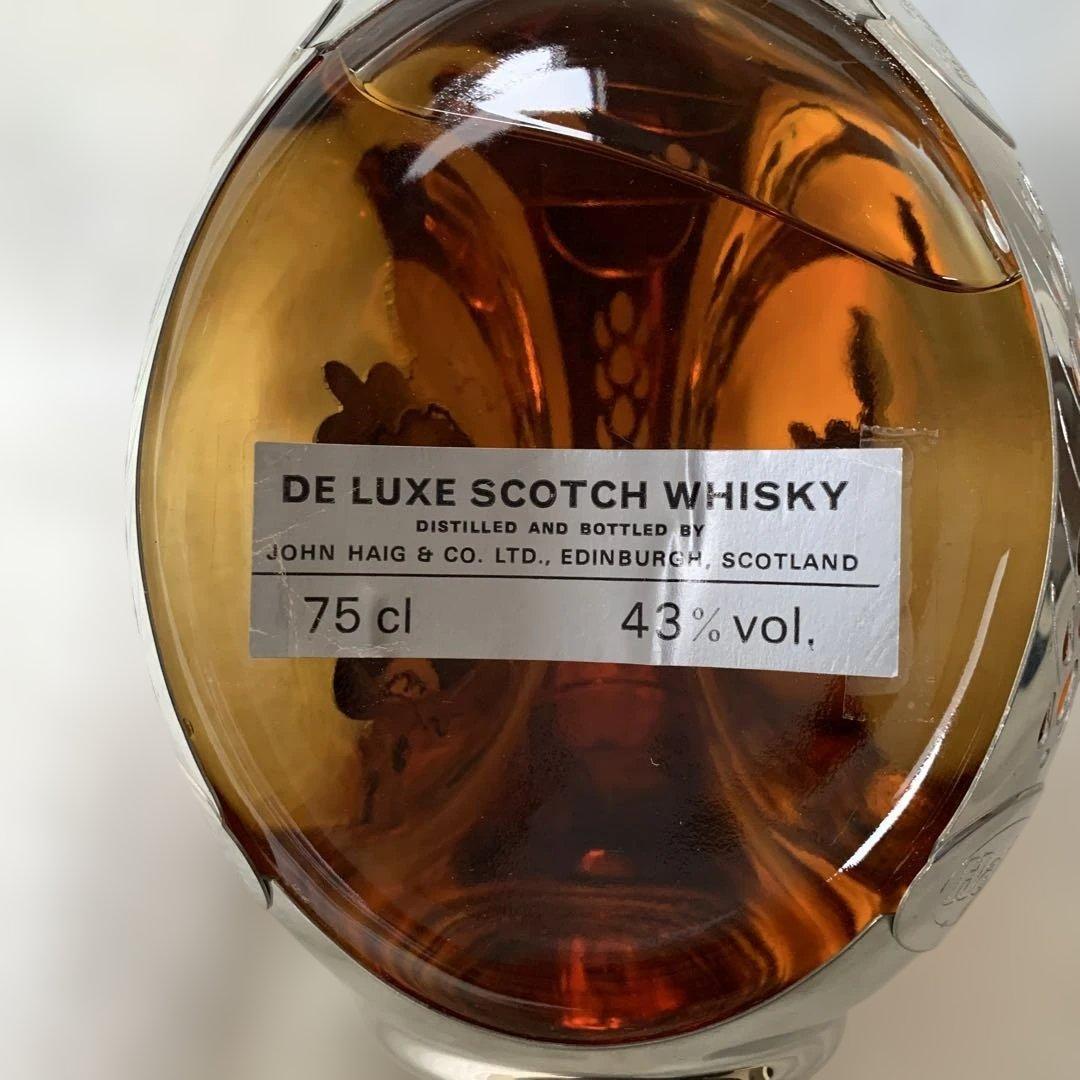 DE LUXE SCOTCH WHISKY
DISTILLED AND BOTTLED BY
JOHN HAIG & CO. LTD., EDINBURGH, SCOTLAND
75 cl 43% vol.